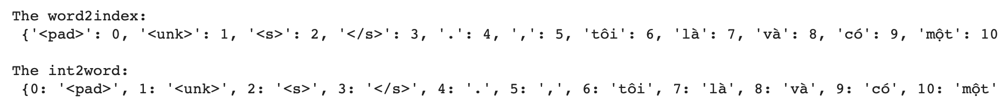 The word2index:
{'<pad>': 0, '<unk>': 1, '<s>': 2, '</s>': 3, '.': 4, ',': 5, 'tôi': 6, 'là': 7, 'và': 8, 'có': 9, 'một': 10
The int2word:
{0: '<pad>', 1: '<unk>', 2: '<s>', 3: '</s>', 4: '.', 5: ',', 6: 'tôi', 7: 'là', 8: 'và', 9: 'có', 10: 'một'